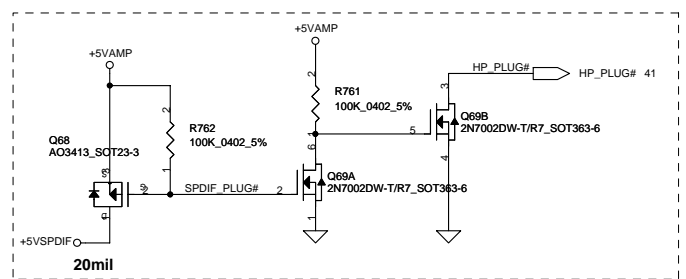 +5VAMP
+5VAMP
HP_PLUG#
HP_PLUG# 41
2
R761
100K_0402_5%
3
Q69B
2N7002DW-T/R7_SOT363-6
2
R762
100K_0402_5%
Q68
AO3413_SOT23-3
1
5
6
4
1
Q69A
2N7002DW-T/R7_SOT363-6
2
SPDIF_PLUG#
2
1
+5VSPDIF
20mil